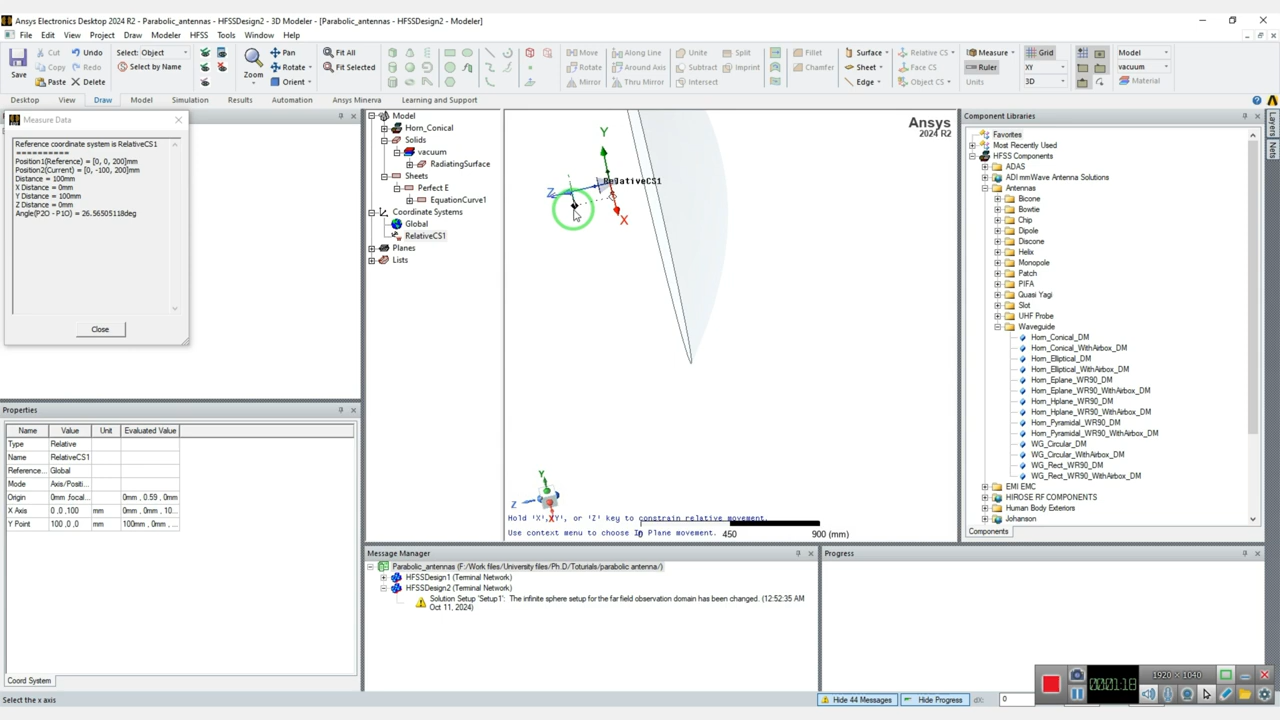 Ansys Electronics Desktop 2024 R2 - Parabolic_antennas - HFSSDesign2 - 3D Modeler - [Parabolic_antennas - HFSSDesign2 - Modeler]
File Edit View Project Draw Modeler HFSS Tools Window Help
Save
Cut Undo
Copy Redo
Paste Delete
Select: Object
Select by Name
Zoom
Pan
Rotate
Orient
Fit All
Fit Selected
Move Along Line
Rotate Around Axis
Mirror Thru Mirror
Unite Split
Subtract Imprint
Intersect
Fillet
Chamfer
Surface
Sheet
Edge
Relative CS
Face CS
Object CS
Measure
Ruler
Units
Grid
XY
3D
Model
vacuum
Material
Desktop View Draw Model Simulation Results Automation Ansys Minerva Learning and Support
Measure Data
Reference coordinate system is RelativeCS1
==========
Position1(Reference) = [0, 0, 200]mm
Position2(Current) = [0, -100, 200]mm
Distance = 100mm
X Distance = 0mm
Y Distance = 100mm
Z Distance = 0mm
Angle(P2O - P1O) = 26.56505118deg
Close
Properties
Name Value Unit Evaluated Value
Type Relative
Name RelativeCS1
Reference... Global
Mode Axis/Positi...
Origin 0mm ,focal... 0mm , 0.59 , 0mm
X Axis 0 ,0 ,100 mm 0mm , 0mm , 10...
Y Point 100 ,0 ,0 mm 100mm , 0mm , ...
Coord System
Select the x axis
Model
Horn_Conical
Solids
vacuum
RadiatingSurface
Sheets
Perfect E
EquationCurve1
Coordinate Systems
Global
RelativeCS1
Planes
Lists
Ansys
2024 R2
Y
RelativeCS1
Z
X
Y
Z
X
Hold 'X','Y', or 'Z' key to constrain relative movement.
Use context menu to choose In Plane movement.
0 450 900 (mm)
Component Libraries
Favorites
Most Recently Used
HFSS Components
ADAS
ADI mmWave Antenna Solutions
Antennas
Bicone
Bowtie
Chip
Dipole
Discone
Helix
Monopole
Patch
PIFA
Quasi Yagi
Slot
UHF Probe
Waveguide
Horn_Conical_DM
Horn_Conical_WithAirbox_DM
Horn_Elliptical_DM
Horn_Elliptical_WithAirbox_DM
Horn_Eplane_WR90_DM
Horn_Eplane_WR90_WithAirbox_DM
Horn_Hplane_WR90_DM
Horn_Hplane_WR90_WithAirbox_DM
Horn_Pyramidal_WR90_DM
Horn_Pyramidal_WR90_WithAirbox_DM
WG_Circular_DM
WG_Circular_WithAirbox_DM
WG_Rect_WR90_DM
WG_Rect_WR90_WithAirbox_DM
EMI EMC
HIROSE RF COMPONENTS
Human Body Exteriors
Johanson
Components
Layers
Nets
Message Manager
Parabolic_antennas (F:/Work files/University files/Ph.D/Toturials/parabolic antenna/)
HFSSDesign1 (Terminal Network)
HFSSDesign2 (Terminal Network)
Solution Setup 'Setup1': The infinite sphere setup for the far field observation domain has been changed. (12:52:35 AM
Oct 11, 2024)
Progress
Hide 44 Messages Hide Progress dX: 0
0001:18
1920 × 1040